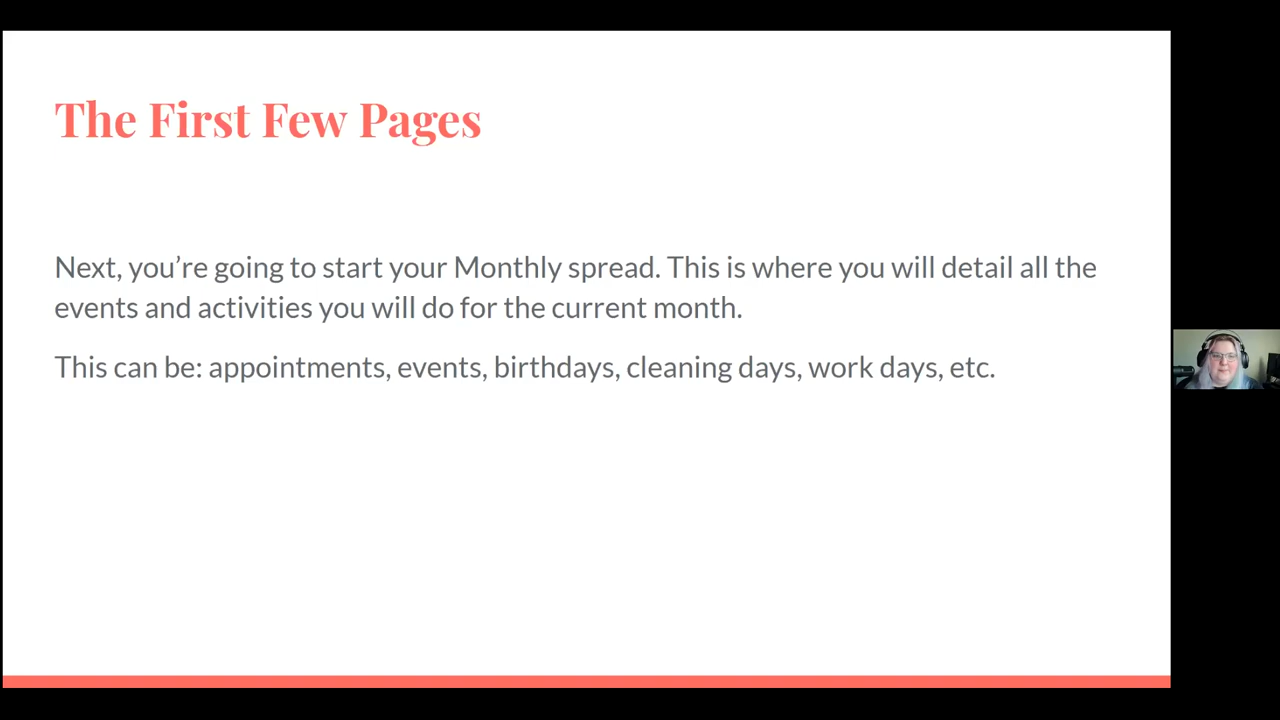 The First Few Pages
Next, you’re going to start your Monthly spread. This is where you will detail all the
events and activities you will do for the current month.
This can be: appointments, events, birthdays, cleaning days, work days, etc.